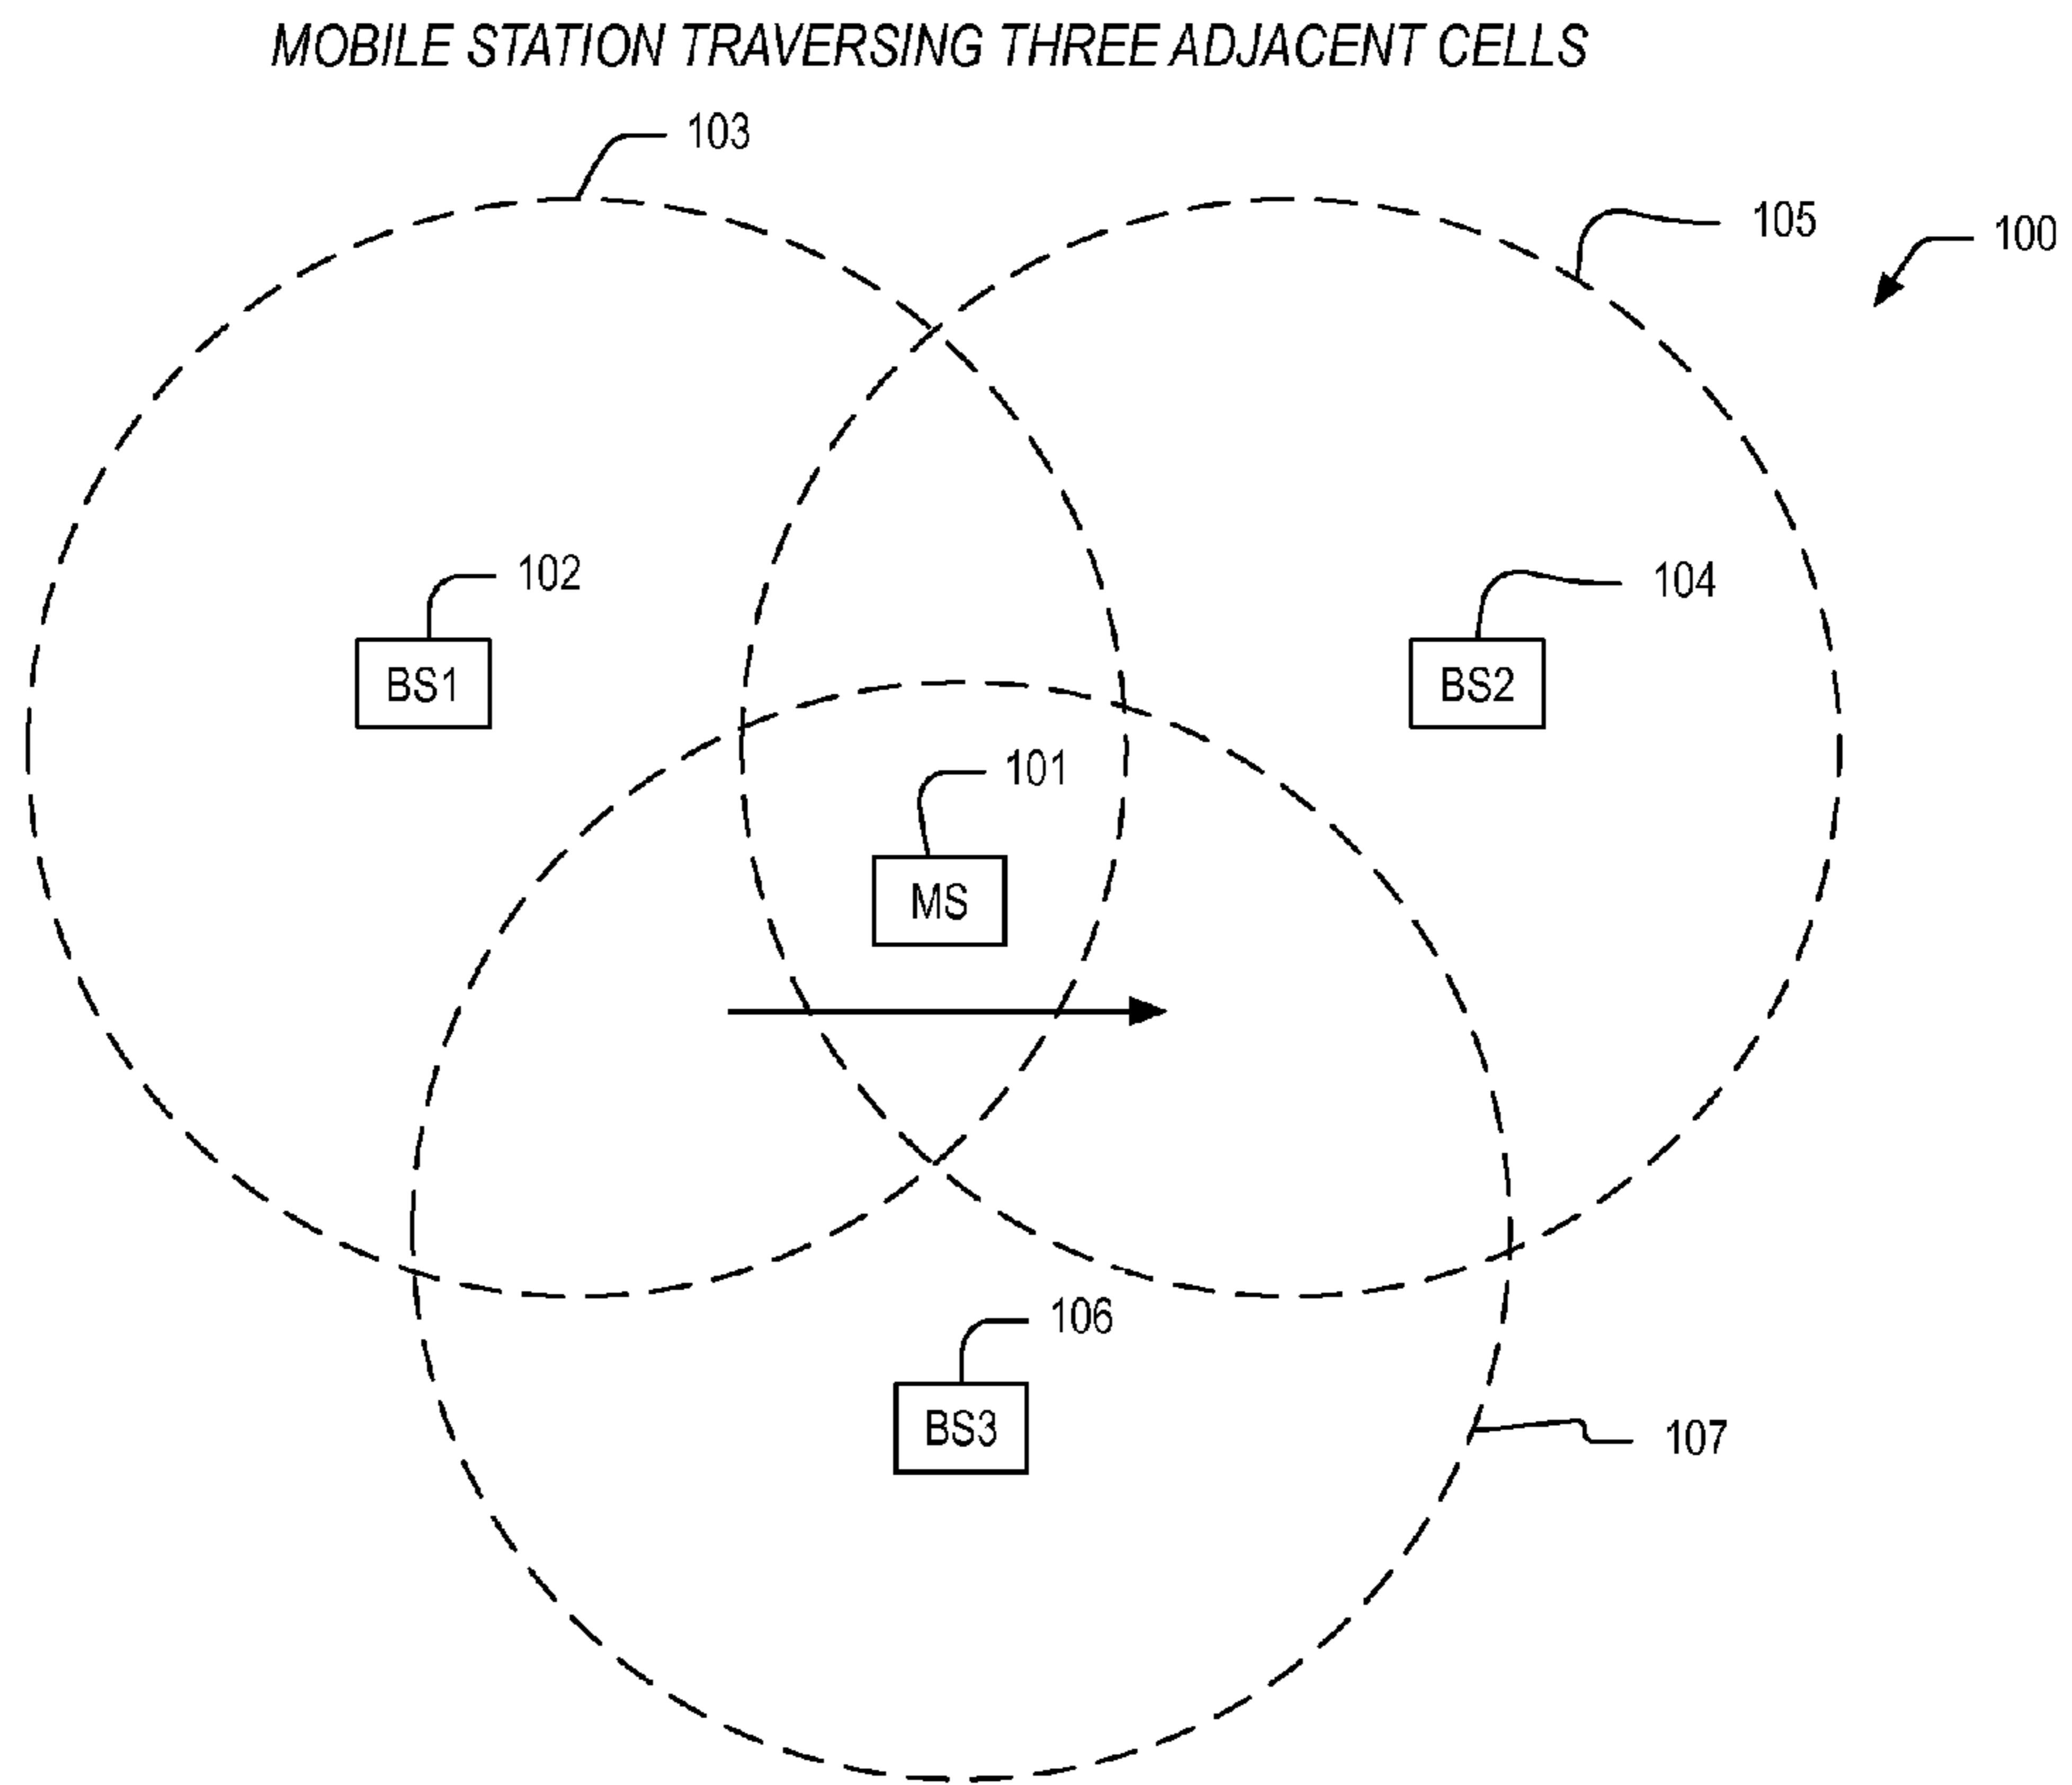 MOBILE STATION TRAVERSING THREE ADJACENT CELLS
103
105
100
102
104
BS1
BS2
101
MS
106
BS3
107